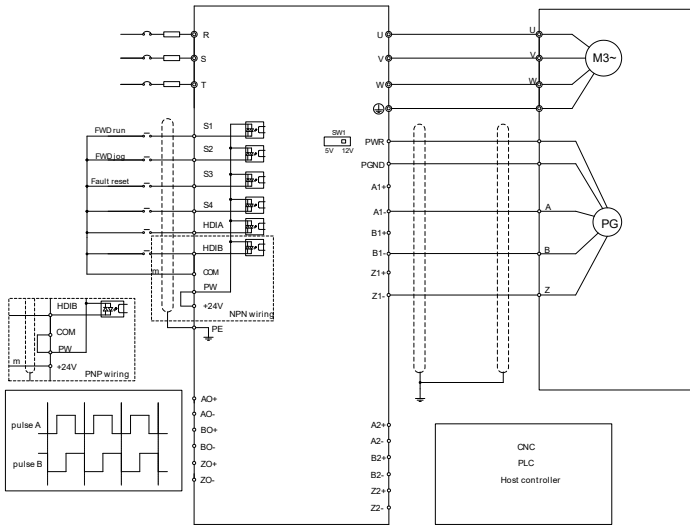 R
S
T
U
V
W
U
V
W
M3~
S1
FWD run
S2
FWD jog
S3
Fault reset
S4
HDIA
HDIB
m
COM
PW
+24V
NPN wiring
PE
SW1
5V 12V
PWR
PGND
A1+
A1-
B1+
B1-
Z1+
Z1-
A
B
Z
PG
HDIB
COM
PW
m
+24V
PNP wiring
pulse A
pulse B
AO+
AO-
BO+
BO-
ZO+
ZO-
A2+
A2-
B2+
B2-
Z2+
Z2-
CNC
PLC
Host controller